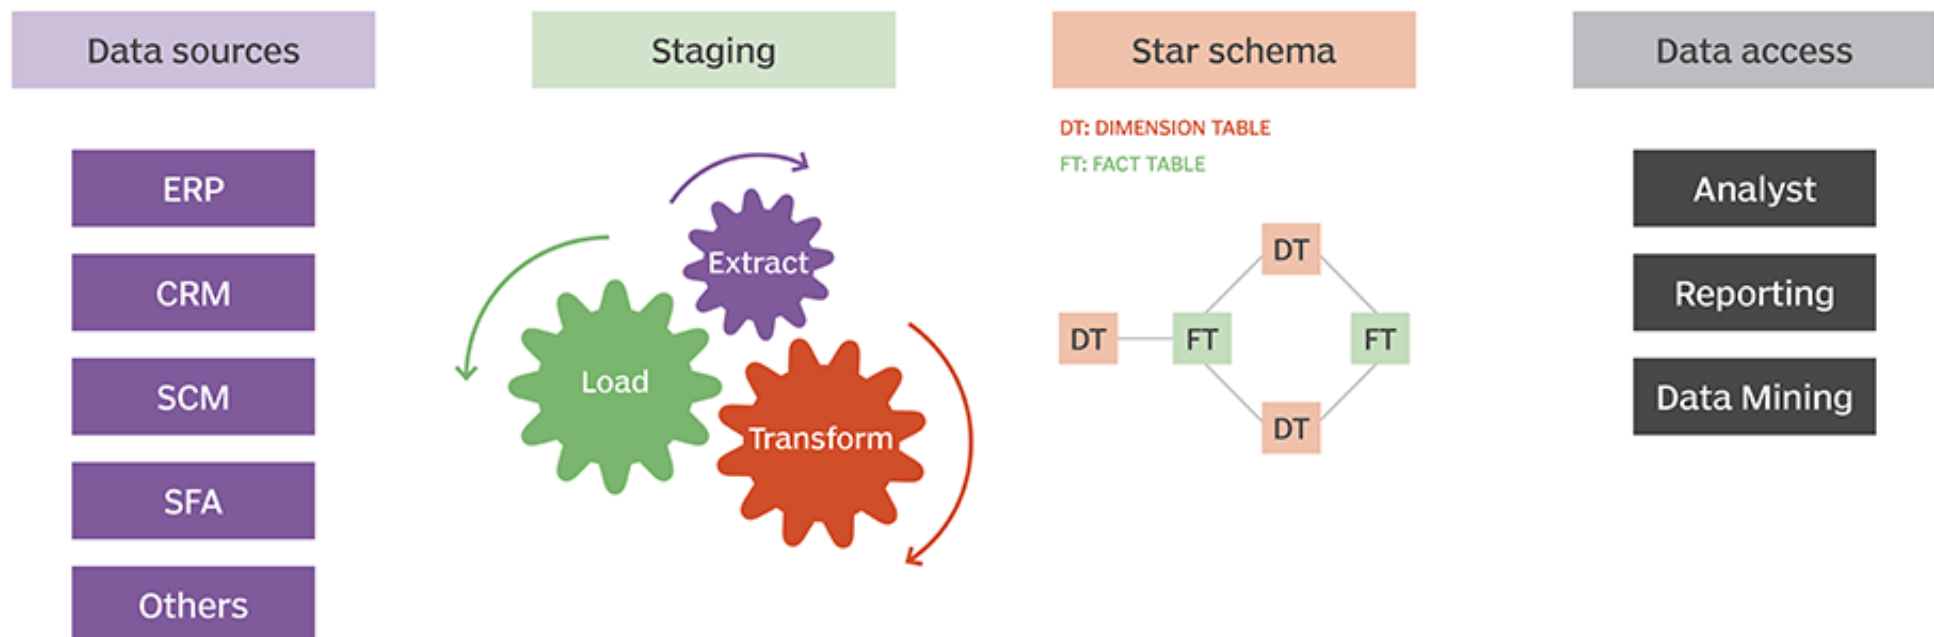 Data sources
ERP
CRM
SCM
SFA
Others
Staging
Extract
Load
Transform
Star schema
DT: DIMENSION TABLE
FT: FACT TABLE
DT
DT
FT
FT
DT
Data access
Analyst
Reporting
Data Mining